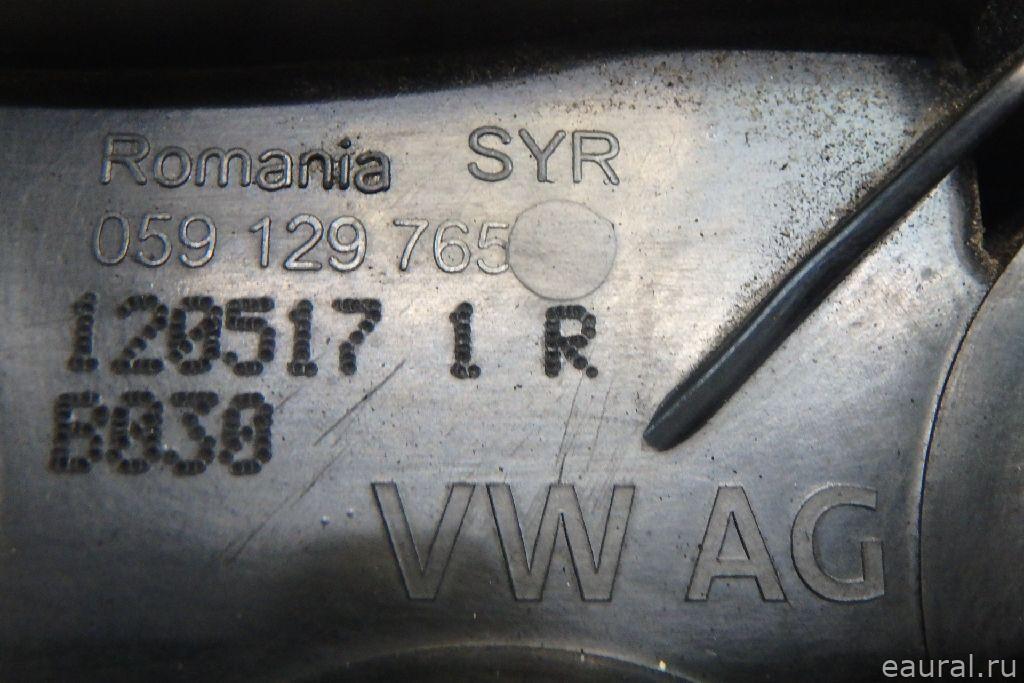 Romania SYR
059 129 765
120517 1 R
B030
VW AG
eaural.ru